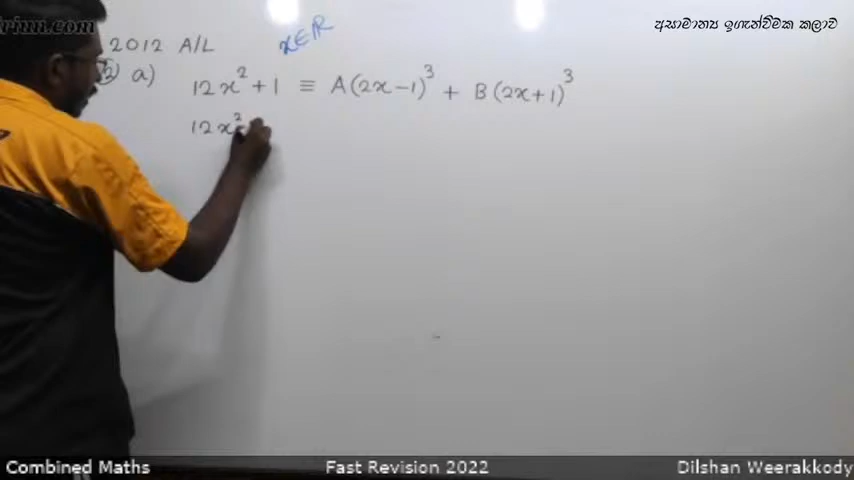 අසාමාන්‍ය ඉගැන්වීමක කලාව
2012 A/L
x∈ℝ
a) 12x² + 1 ≡ A(2x-1)³ + B(2x+1)³
12x²
Combined Maths Fast Revision 2022 Dilshan Weerakkody